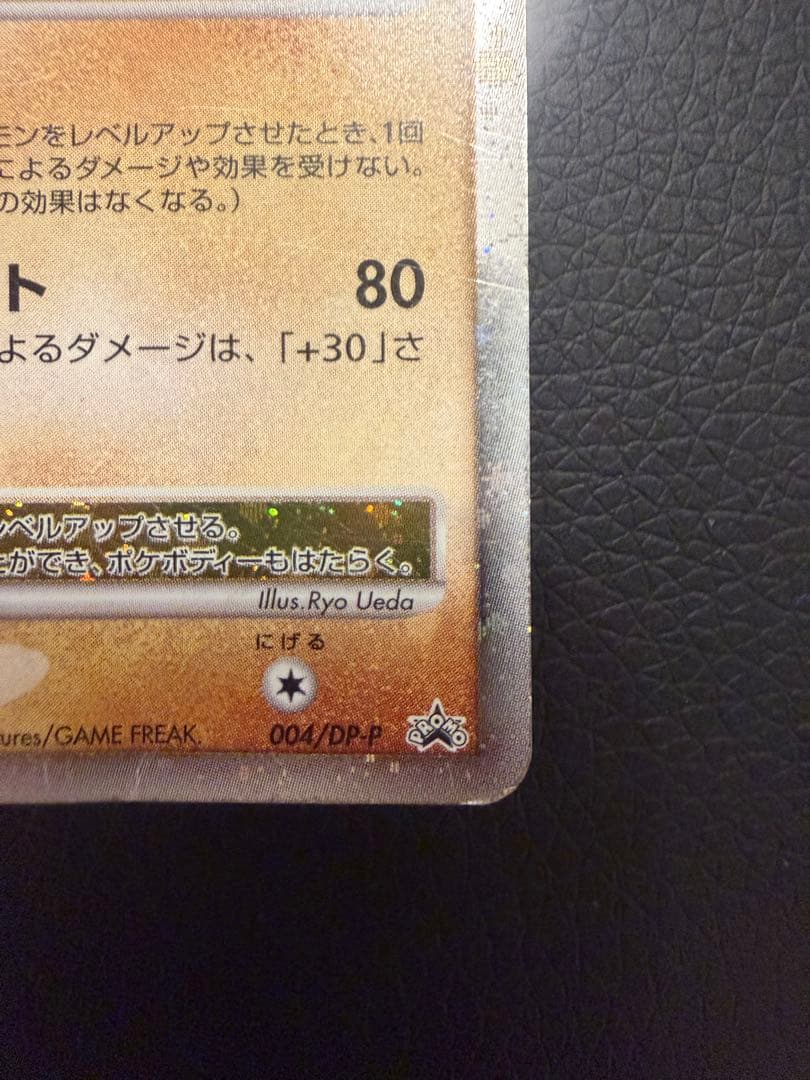 モンをレベルアップさせたとき、1回
によるダメージや効果を受けない。
の効果はなくなる。)
ト 80
よるダメージは、「+30」さ
レベルアップさせる。
とができ、ポケボディーもはたらく。
Illus.Ryo Ueda
にげる
ures/GAME FREAK. 004/DP-P PROMO